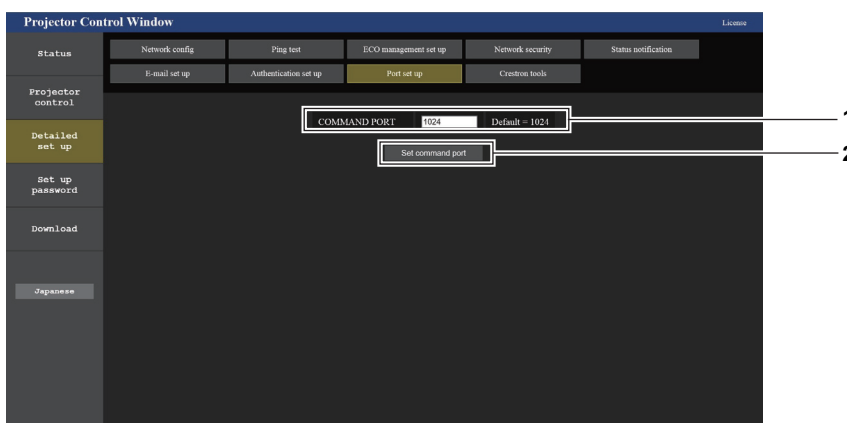 Projector Control Window License
Status
Network config Ping test ECO management set up Network security Status notification
E-mail set up Authentication set up Port set up Crestron tools
Projector
control
COMMAND PORT 1024 Default = 1024 1
Detailed
set up
Set command port 2
Set up
password
Download
Japanese